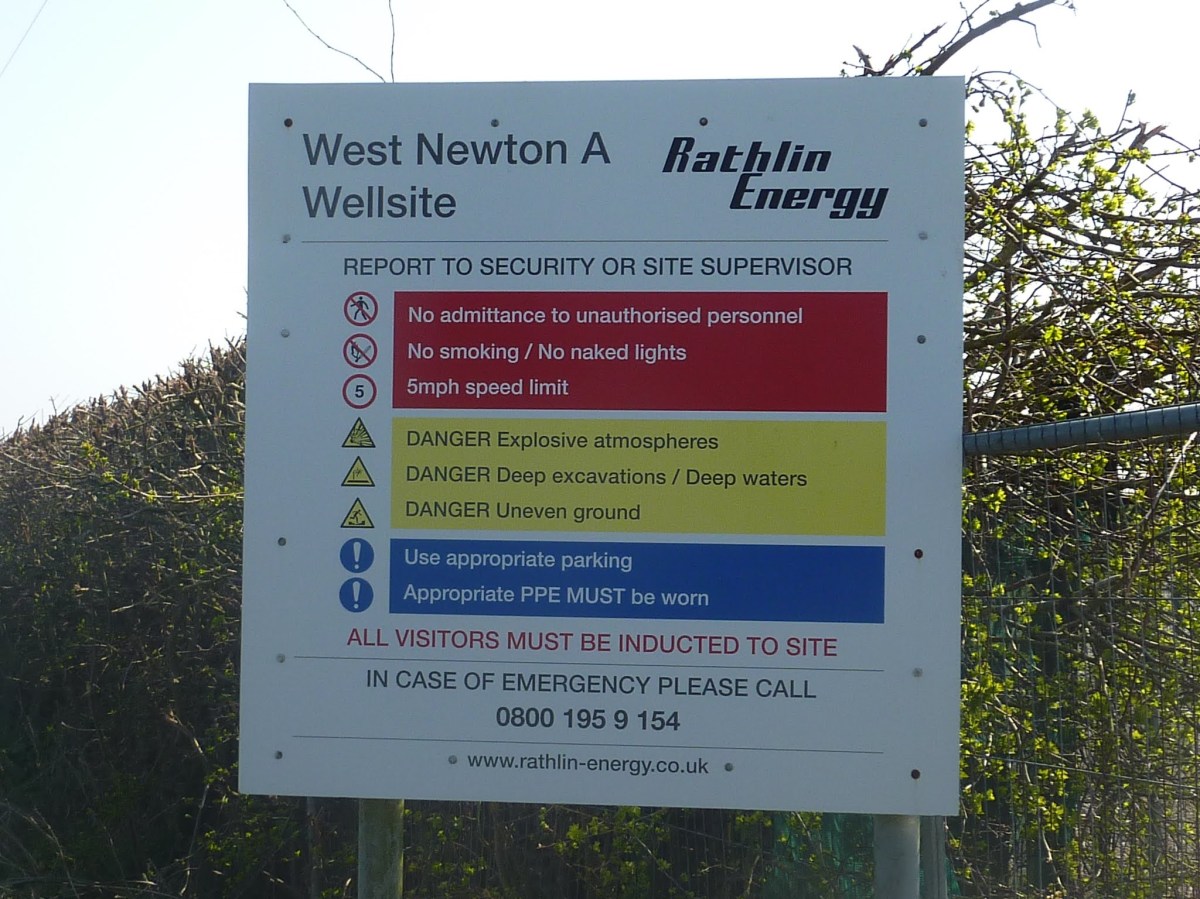 West Newton A
Wellsite
Rathlin
Energy
REPORT TO SECURITY OR SITE SUPERVISOR
No admittance to unauthorised personnel
No smoking / No naked lights
5
5mph speed limit
DANGER Explosive atmospheres
DANGER Deep excavations / Deep waters
DANGER Uneven ground
Use appropriate parking
Appropriate PPE MUST be worn
ALL VISITORS MUST BE INDUCTED TO SITE
IN CASE OF EMERGENCY PLEASE CALL
0800 195 9 154
www.rathlin-energy.co.uk